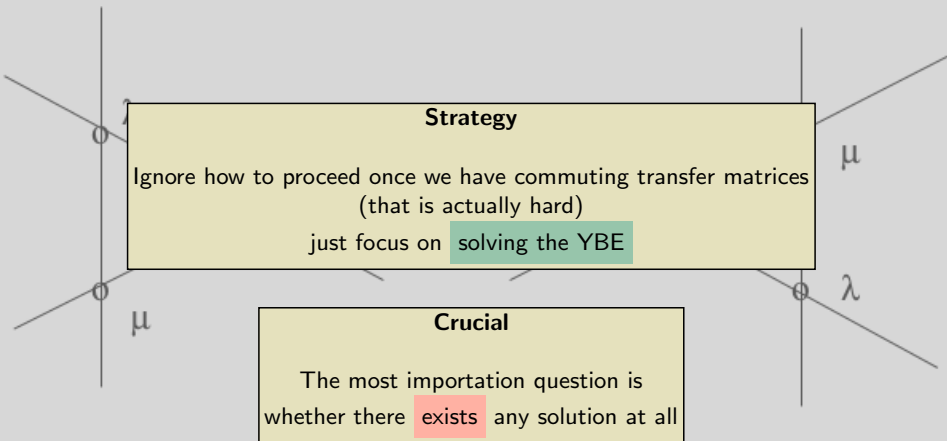 λ
o
Strategy
Ignore how to proceed once we have commuting transfer matrices
(that is actually hard)
just focus on solving the YBE
μ
o
μ
o
λ
Crucial
The most importation question is
whether there exists any solution at all